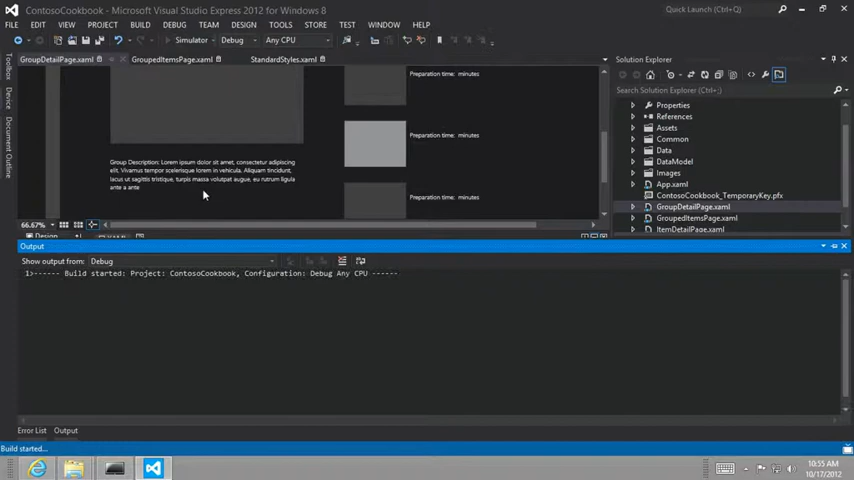 ContosoCookbook - Microsoft Visual Studio Express 2012 for Windows 8
Quick Launch (Ctrl+Q)
FILE EDIT VIEW PROJECT BUILD DEBUG TEAM DESIGN TOOLS STORE TEST WINDOW HELP
Simulator Debug Any CPU
GroupDetailPage.xaml GroupedItemsPage.xaml StandardStyles.xaml
Toolbox
Device
Document Outline
Preparation time: minutes
Preparation time: minutes
Group Description: Lorem ipsum dolor sit amet, consectetur adipiscing
elit. Vivamus tempor scelerisque lorem in vehicula. Aliquam tincidunt,
lacus ut sagittis tristique, turpis massa volutpat augue, eu rutrum ligula
ante a ante
Preparation time: minutes
66.67%
Design
Solution Explorer
Search Solution Explorer (Ctrl+;)
Properties
References
Assets
Common
Data
DataModel
Images
App.xaml
ContosoCookbook_TemporaryKey.pfx
GroupDetailPage.xaml
GroupedItemsPage.xaml
ItemDetailPage.xaml
Output
Show output from: Debug
1>------ Build started: Project: ContosoCookbook, Configuration: Debug Any CPU ------
Error List Output
Build started...
10:55 AM
10/17/2012